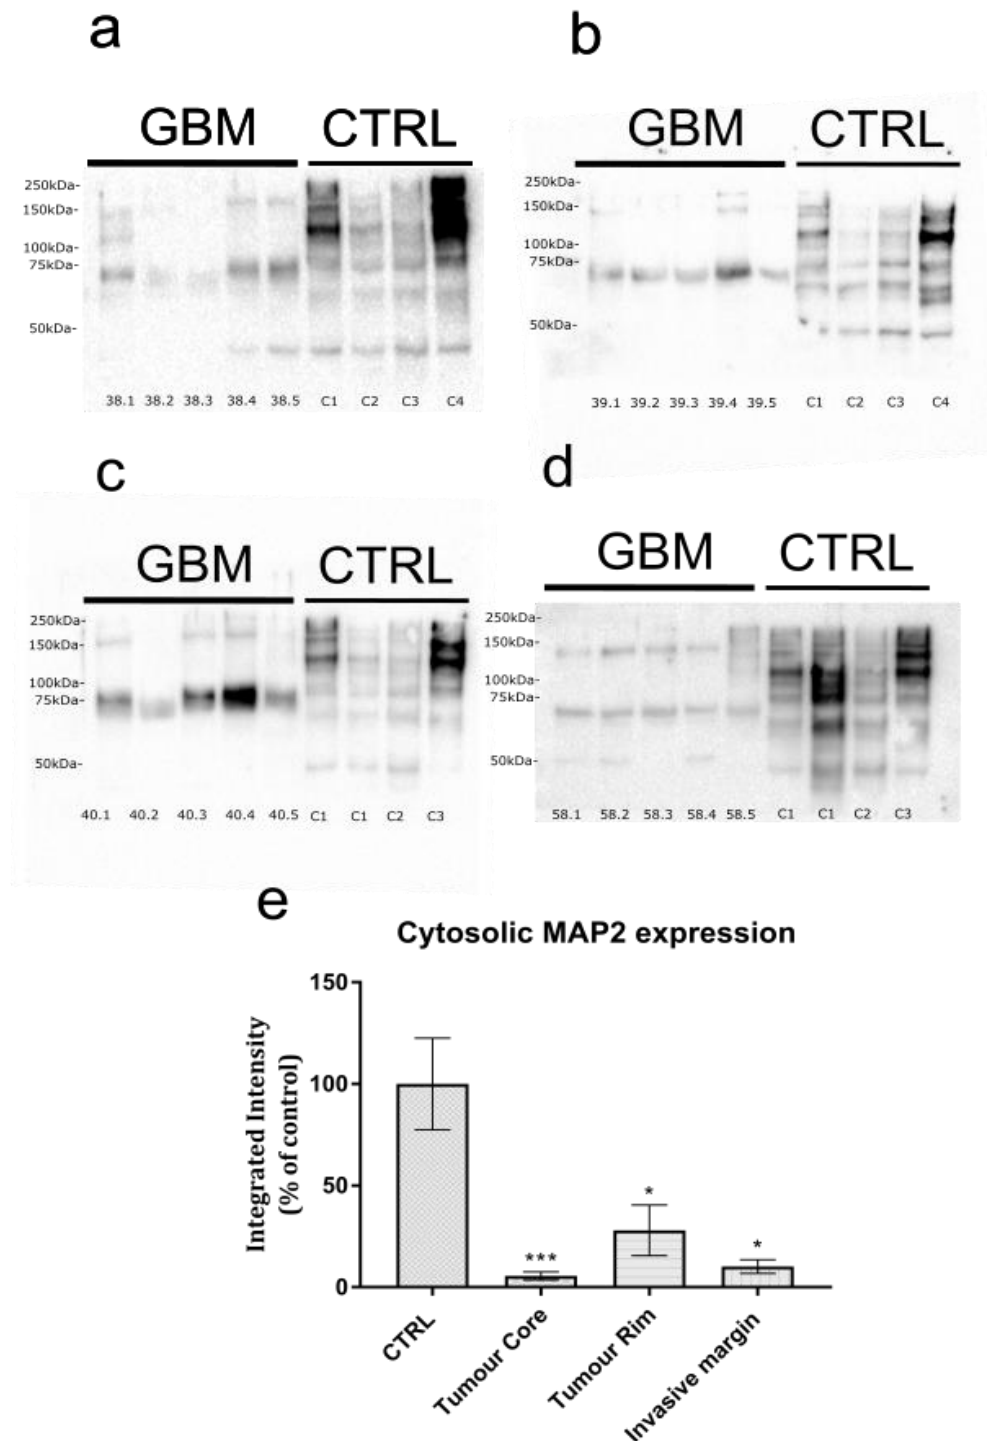 a
GBM CTRL
250kDa-
150kDa-
100kDa-
75kDa-
50kDa-
38.1 38.2 38.3 38.4 38.5 C1 C2 C3 C4
b
GBM CTRL
250kDa-
150kDa-
100kDa-
75kDa-
50kDa-
39.1 39.2 39.3 39.4 39.5 C1 C2 C3 C4
c
GBM CTRL
250kDa-
150kDa-
100kDa-
75kDa-
50kDa-
40.1 40.2 40.3 40.4 40.5 C1 C1 C2 C3
d
GBM CTRL
250kDa-
150kDa-
100kDa-
75kDa-
50kDa-
58.1 58.2 58.3 58.4 58.5 C1 C1 C2 C3
e
Cytosolic MAP2 expression
Integrated Intensity
(% of control)
150
100
50
0
***
*
*
CTRL
Tumour Core
Tumour Rim
Invasive margin